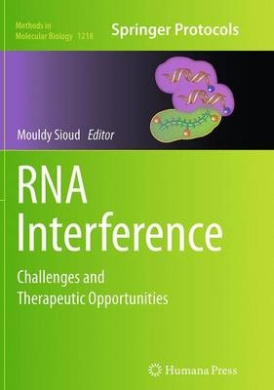 Methods in
Molecular Biology 1218
Springer Protocols
Mouldy Sioud Editor
RNA
Interference
Challenges and
Therapeutic Opportunities
Humana Press